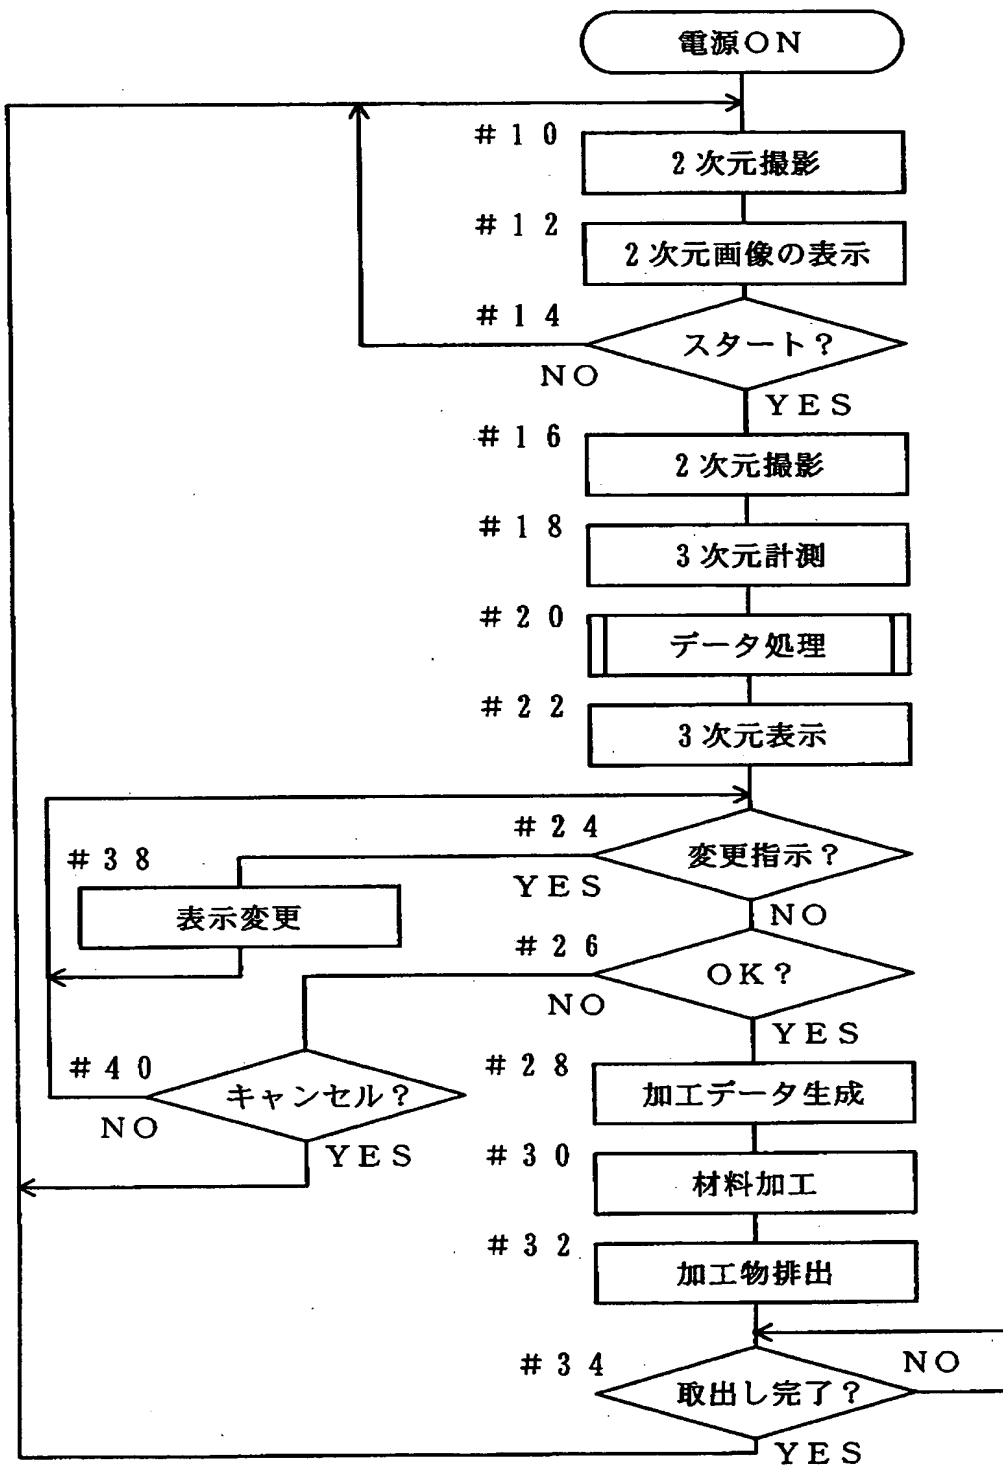 電源ON
#10
2次元撮影
#12
2次元画像の表示
#14
スタート?
NO
YES
#16
2次元撮影
#18
3次元計測
#20
データ処理
#22
3次元表示
#24
変更指示?
YES
NO
#38
表示変更
#26
OK?
NO
YES
#40
キャンセル?
NO
YES
#28
加工データ生成
#30
材料加工
#32
加工物排出
#34
取出し完了?
NO
YES